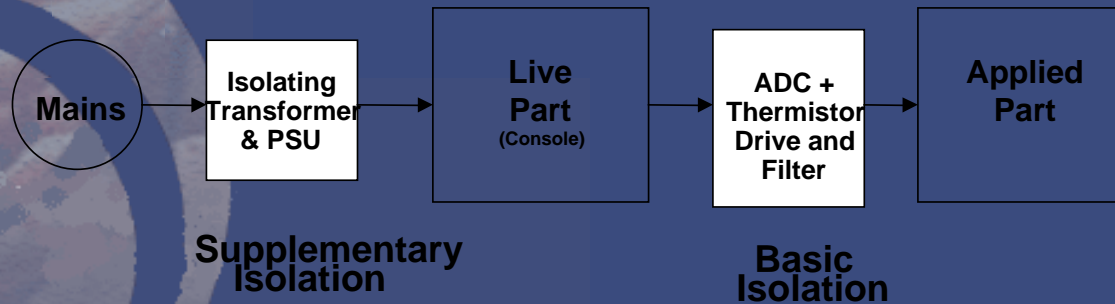 Mains
Isolating
Transformer
& PSU
Live
Part
(Console)
ADC +
Thermistor
Drive and
Filter
Applied
Part
Supplementary
Isolation
Basic
Isolation